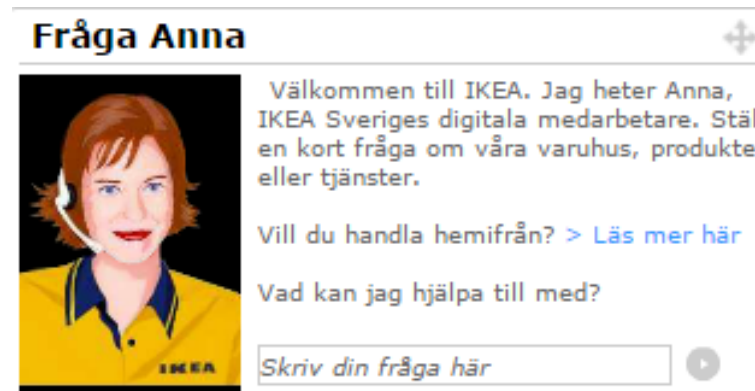 Fråga Anna
Välkommen till IKEA. Jag heter Anna,
IKEA Sveriges digitala medarbetare.
en kort fråga om våra varuhus,
eller tjänster.
Vill du handla hemifrån? > Läs mer här
Vad kan jag hjälpa till med?
IKEA
Skriv din fråga här